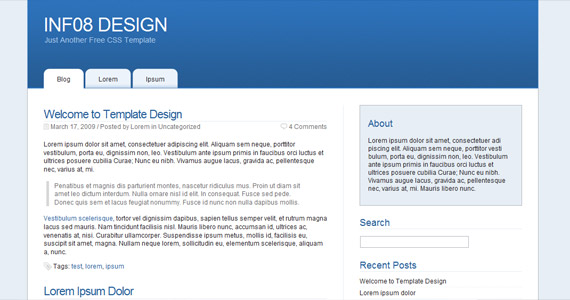 INF08 DESIGN
Just Another Free CSS Template
Blog
Lorem
Ipsum
Welcome to Template Design
March 17, 2009 / Posted by Lorem in Uncategorized
4 Comments
Lorem ipsum dolor sit amet, consectetuer adipiscing elit. Aliquam sem ante, porttitor
vestibulum, porta eu, dignissim non, leo. Vestibulum ante ipsum primis in faucibus orci luctus et
ultrices posuere cubilia Curae; Nunc eu nibh. Vivamus augue lacus, gravida ac, pellentesque
nec, varius at, mi.
Penatibus et magnis dis parturient montes, nascetur ridiculus mus. Proin ut diam sit
amet leo dictum interdum. Nulla ornare nisl id elit. In consequat. Fusce sed pede.
Donec quis sem et lacus feugiat nonummy. Fusce id nunc non nulla dapibus mollis.
Vestibulum scelerisque, tortor vel dignissim dapibus, sapien tellus semper velit, et rutrum magna
lacus sed mauris. Nam tincidunt facilisis nisl. Mauris libero nunc, accumsan id, ultrices ac,
venenatis at, nisi. Curabitur ullamcorper. Suspendisse ipsum metus, mollis id, facilisis eu,
suscipit sit amet, magna. Nullam neque lorem, sollicitudin eu, elementum scelerisque, aliquam
a, nunc.
Tags: test, lorem, ipsum
Lorem Ipsum Dolor
About
Lorem ipsum dolor sit amet, consectetuer adi
piscing elit. Aliquam sem ante, porttitor vesti
bulum, porta eu, dignissim non, leo. Vestibulum
ante ipsum primis in faucibus orci luctus et
ultrices posuere cubilia Curae; Nunc eu nibh.
Vivamus augue lacus, gravida ac, pellentesque
nec, varius at, mi. Mauris libero nunc.
Search
Recent Posts
Welcome to Template Design
Lorem ipsum dolor